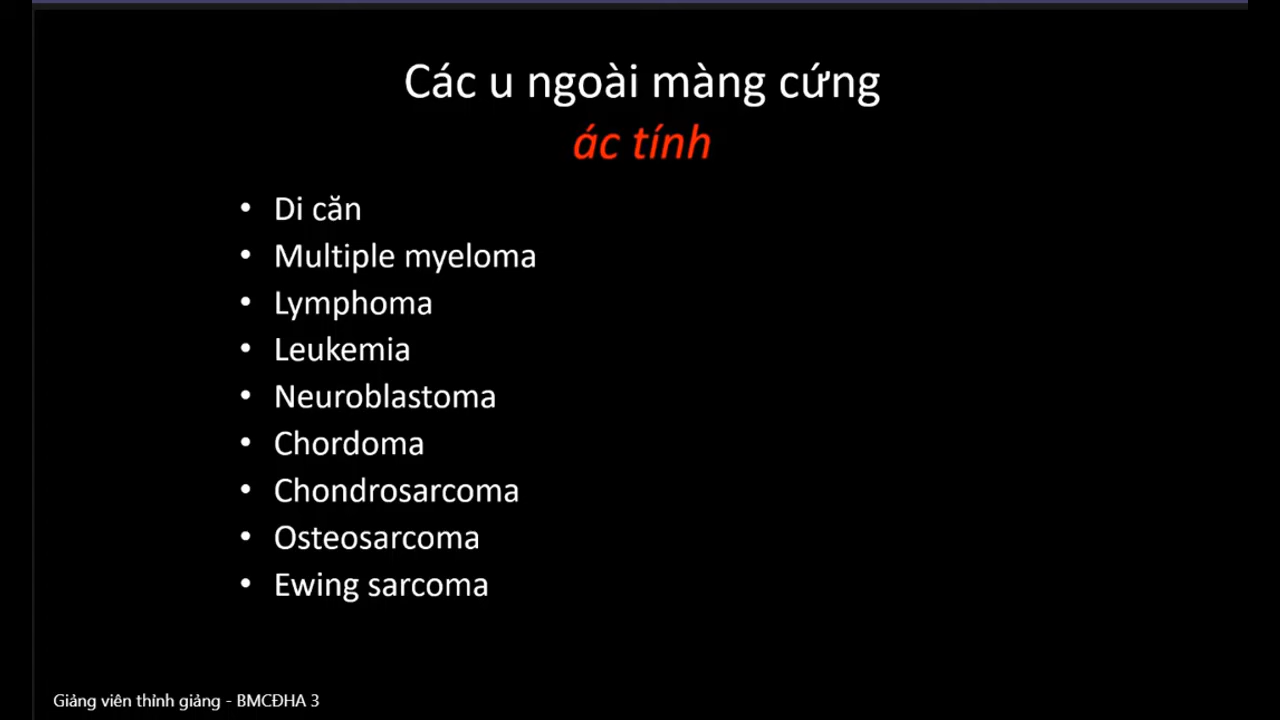 Các u ngoài màng cứng
ác tính
• Di căn
• Multiple myeloma
• Lymphoma
• Leukemia
• Neuroblastoma
• Chordoma
• Chondrosarcoma
• Osteosarcoma
• Ewing sarcoma
Giảng viên thỉnh giảng - BMCĐHA 3